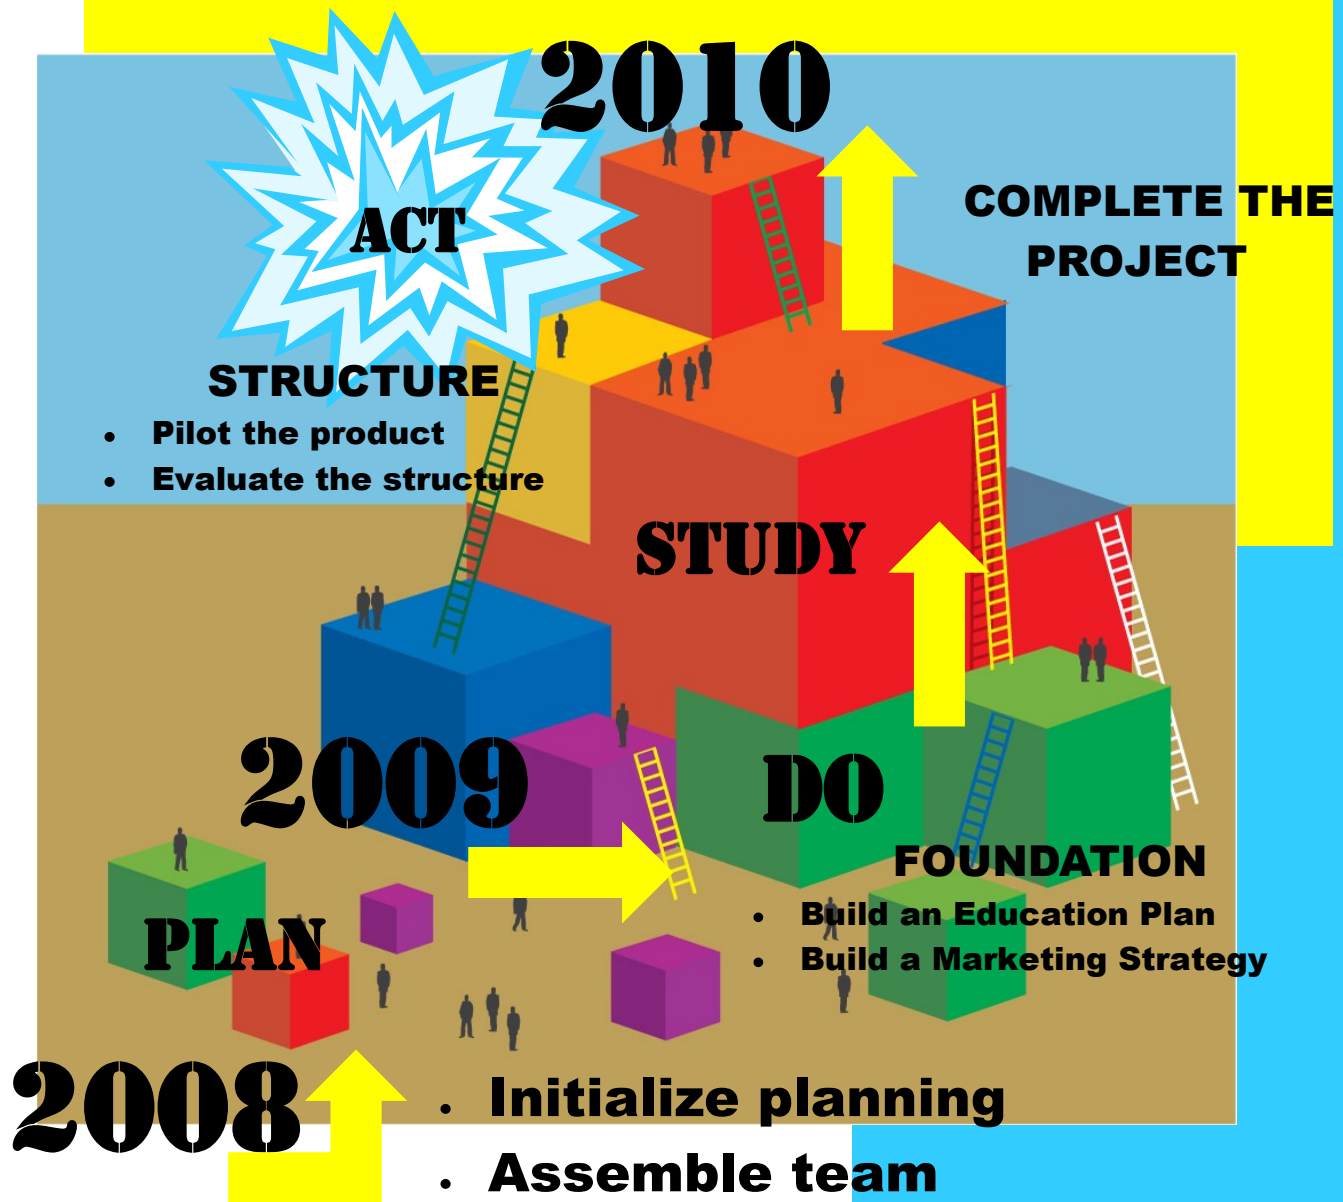 2010
ACT
COMPLETE THE
PROJECT
STRUCTURE
• Pilot the product
• Evaluate the structure
STUDY
2009
DO
FOUNDATION
• Build an Education Plan
• Build a Marketing Strategy
PLAN
2008
• Initialize planning
• Assemble team